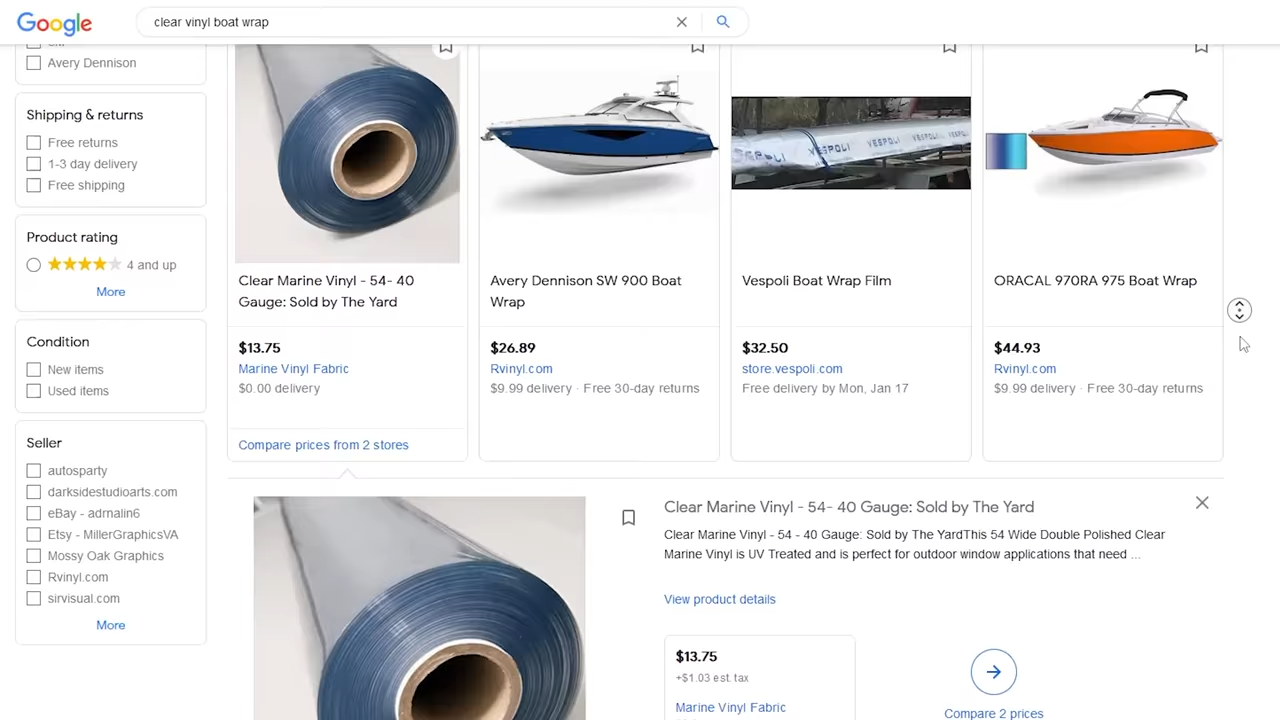 Google
clear vinyl boat wrap
Avery Dennison
Shipping & returns
Free returns
1-3 day delivery
Free shipping
Product rating
4 and up
More
Condition
New items
Used items
Seller
autosparty
darksidestudioarts.com
eBay - adrnalin6
Etsy - MillerGraphicsVA
Mossy Oak Graphics
Rvinyl.com
sirvisual.com
More
Clear Marine Vinyl - 54- 40
Gauge: Sold by The Yard
$13.75
Marine Vinyl Fabric
$0.00 delivery
Compare prices from 2 stores
Avery Dennison SW 900 Boat
Wrap
$26.89
Rvinyl.com
$9.99 delivery · Free 30-day returns
VESPOLI VESPOLI
Vespoli Boat Wrap Film
$32.50
store.vespoli.com
Free delivery by Mon, Jan 17
ORACAL 970RA 975 Boat Wrap
$44.93
Rvinyl.com
$9.99 delivery · Free 30-day returns
Clear Marine Vinyl - 54- 40 Gauge: Sold by The Yard
Clear Marine Vinyl - 54 - 40 Gauge: Sold by The YardThis 54 Wide Double Polished Clear
Marine Vinyl is UV Treated and is perfect for outdoor window applications that need ...
View product details
$13.75
+$1.03 est. tax
Marine Vinyl Fabric
Compare 2 prices